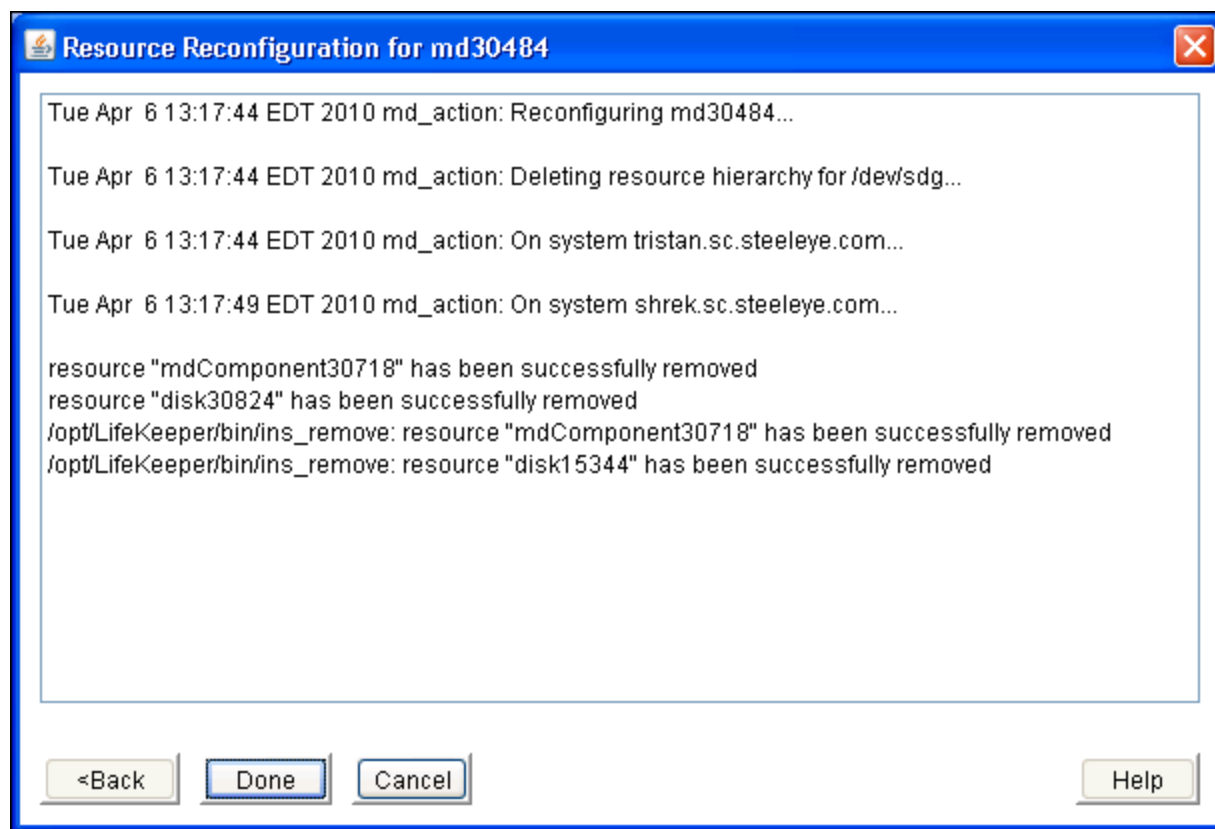 Resource Reconfiguration for md30484
Tue Apr  6 13:17:44 EDT 2010 md_action: Reconfiguring md30484...
Tue Apr  6 13:17:44 EDT 2010 md_action: Deleting resource hierarchy for /dev/sdg...
Tue Apr  6 13:17:44 EDT 2010 md_action: On system tristan.sc.steeleye.com...
Tue Apr  6 13:17:49 EDT 2010 md_action: On system shrek.sc.steeleye.com...
resource "mdComponent30718" has been successfully removed
resource "disk30824" has been successfully removed
/opt/LifeKeeper/bin/ins_remove: resource "mdComponent30718" has been successfully removed
/opt/LifeKeeper/bin/ins_remove: resource "disk15344" has been successfully removed
<Back Done Cancel Help